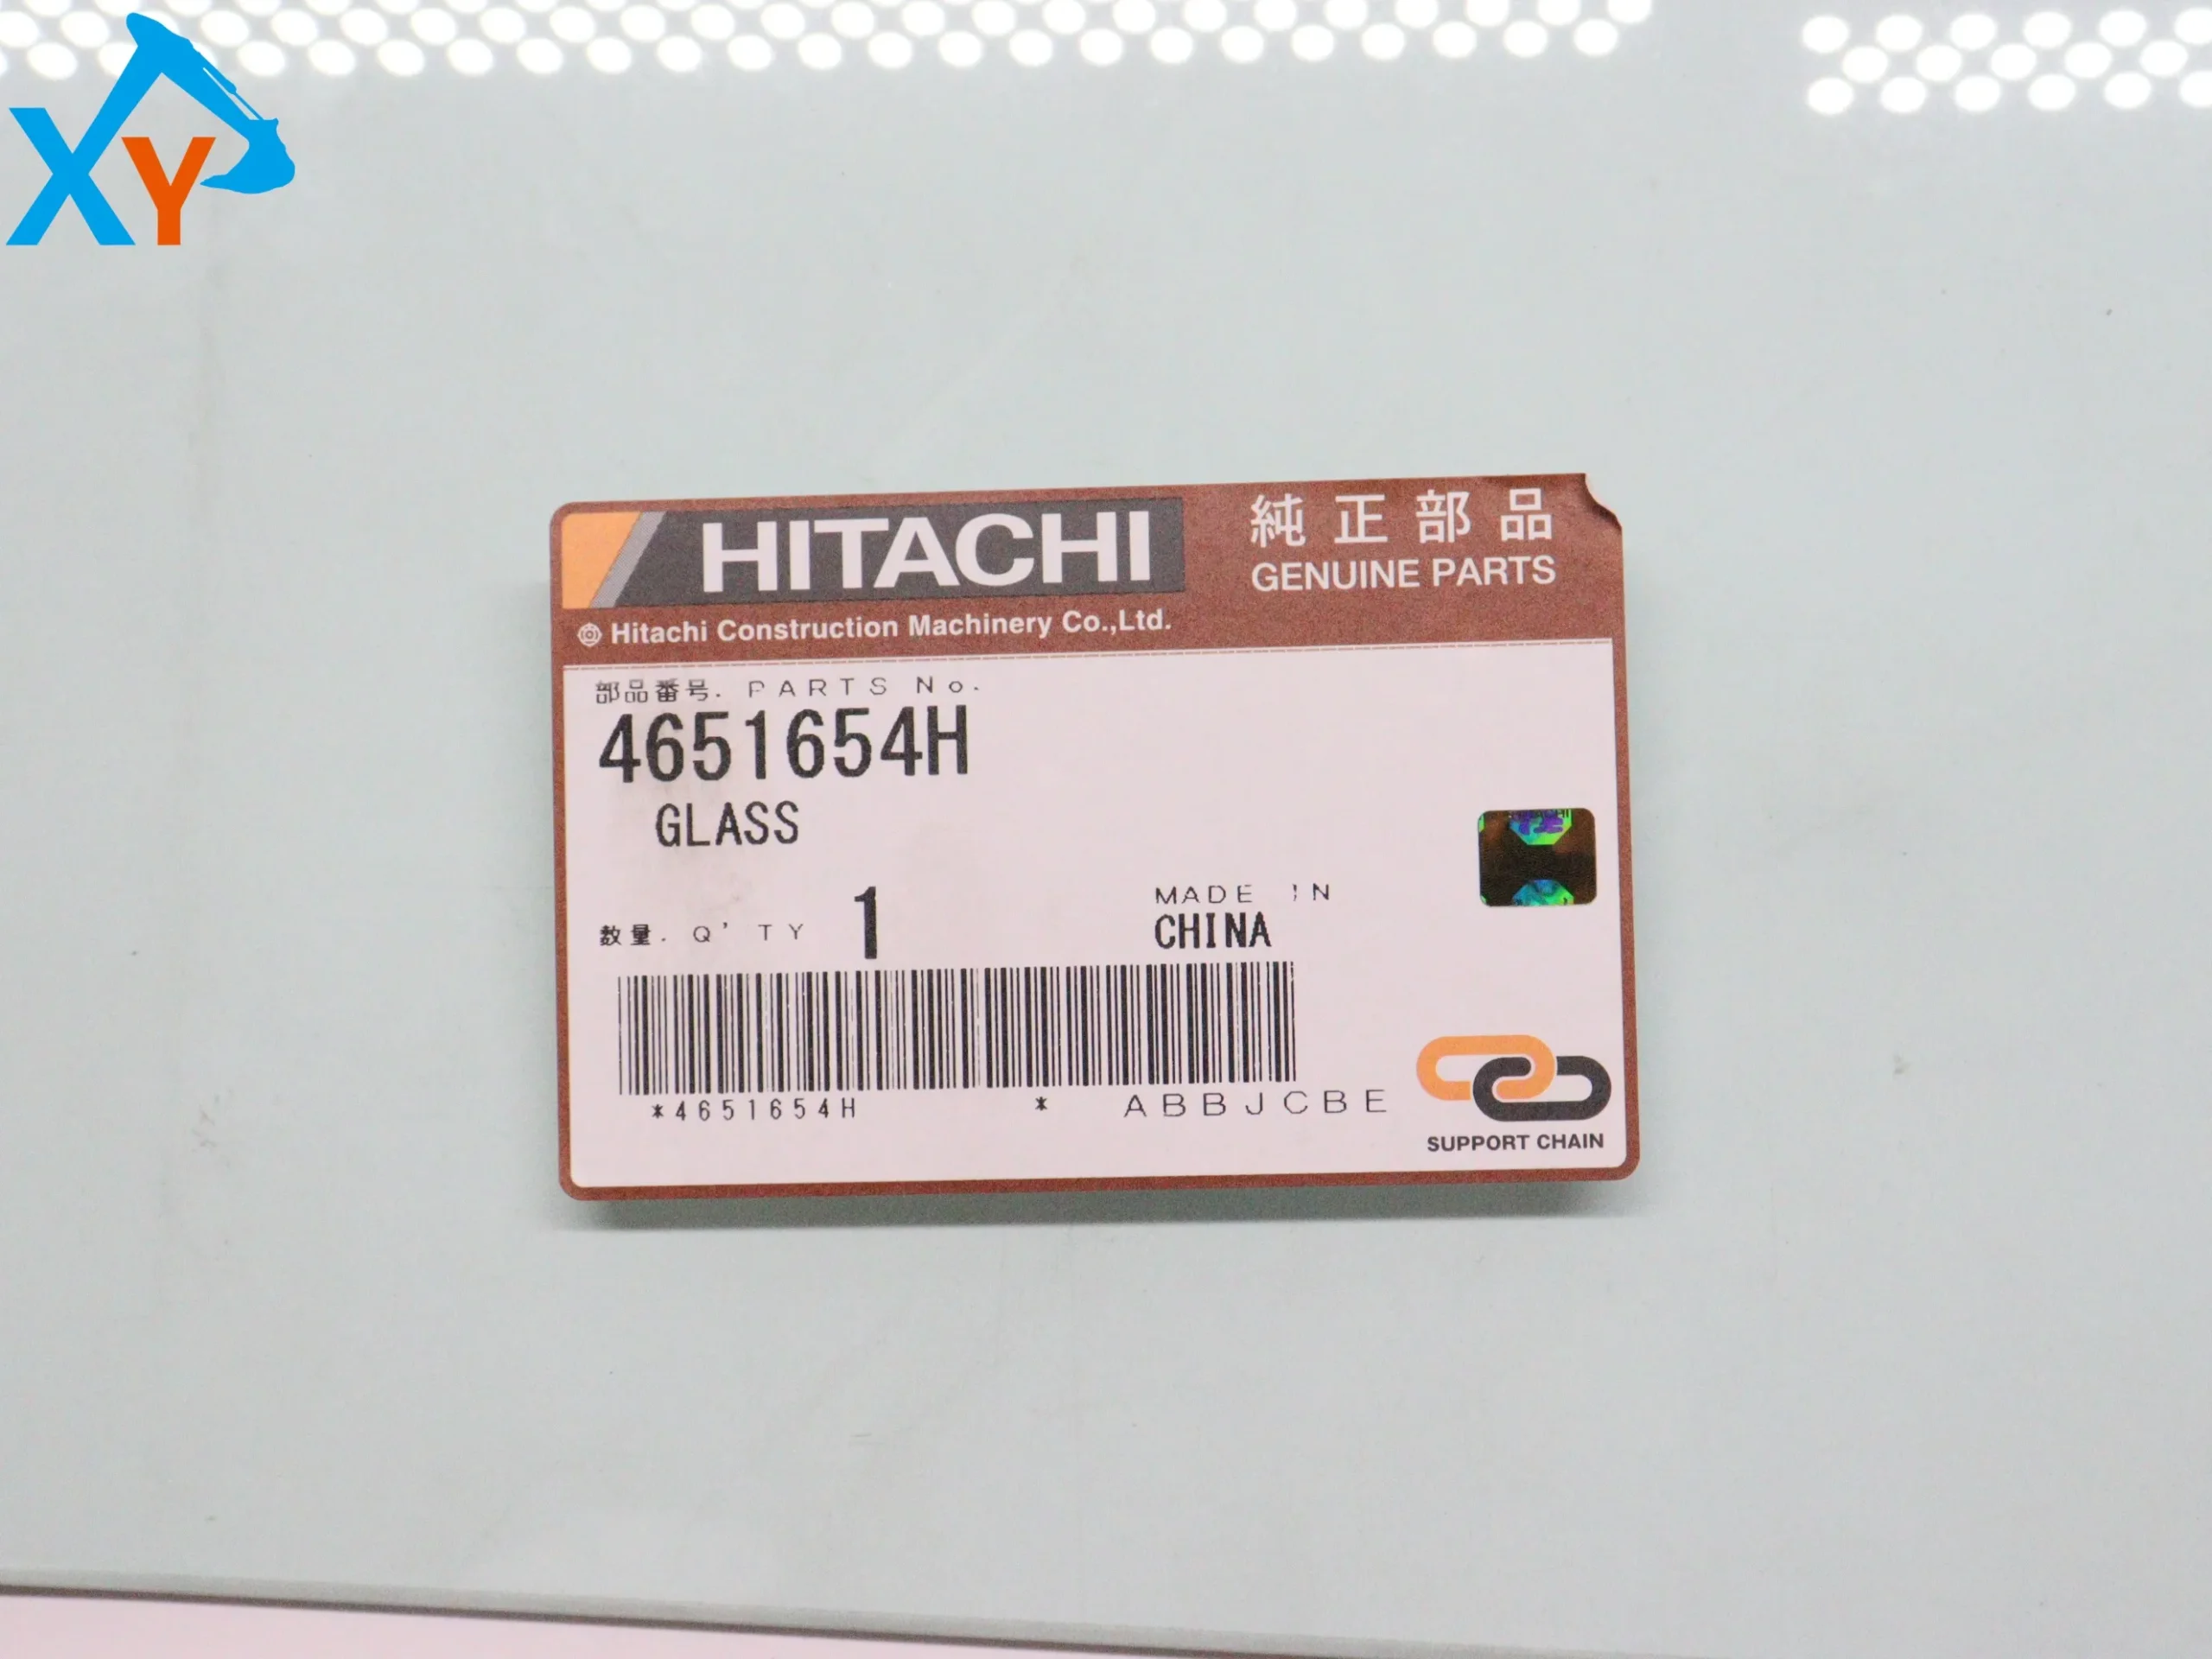 XY
HITACHI
純正部品
GENUINE PARTS
Hitachi Construction Machinery Co.,Ltd.
部品番号. PARTS No.
4651654H
GLASS
数量. Q'TY 1
MADE IN
CHINA
*4651654H * ABBJCBE
SUPPORT CHAIN